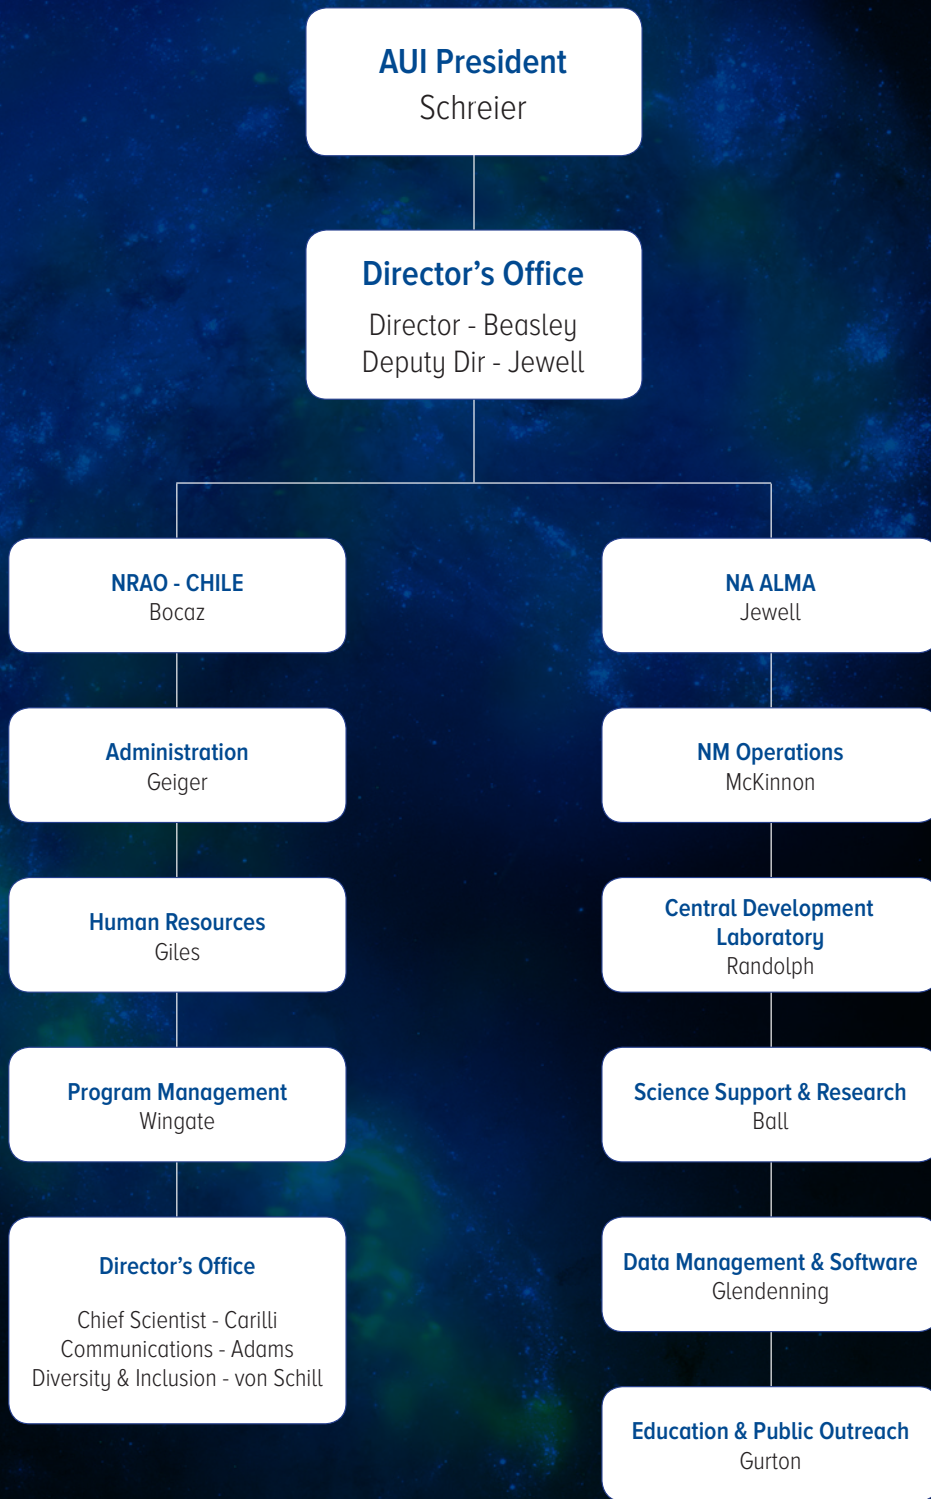 AUI President
Schreier
Director’s Office
Director - Beasley
Deputy Dir - Jewell
NRAO - CHILE
Bocaz
Administration
Geiger
Human Resources
Giles
Program Management
Wingate
Director’s Office
Chief Scientist - Carilli
Communications - Adams
Diversity & Inclusion - von Schill
NA ALMA
Jewell
NM Operations
McKinnon
Central Development
Laboratory
Randolph
Science Support & Research
Ball
Data Management & Software
Glendenning
Education & Public Outreach
Gurton